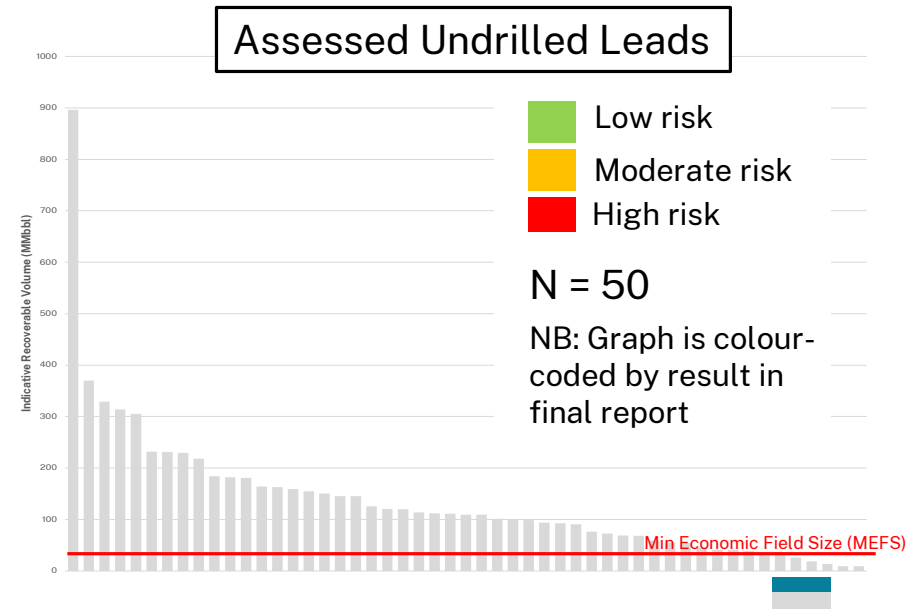 Assessed Undrilled Leads
1000
900
800
700
600
500
400
300
200
100
0
Indicative Recoverable Volume (MMbbl)
Low risk
Moderate risk
High risk
N = 50
NB: Graph is colour-
coded by result in
final report
Min Economic Field Size (MEFS)